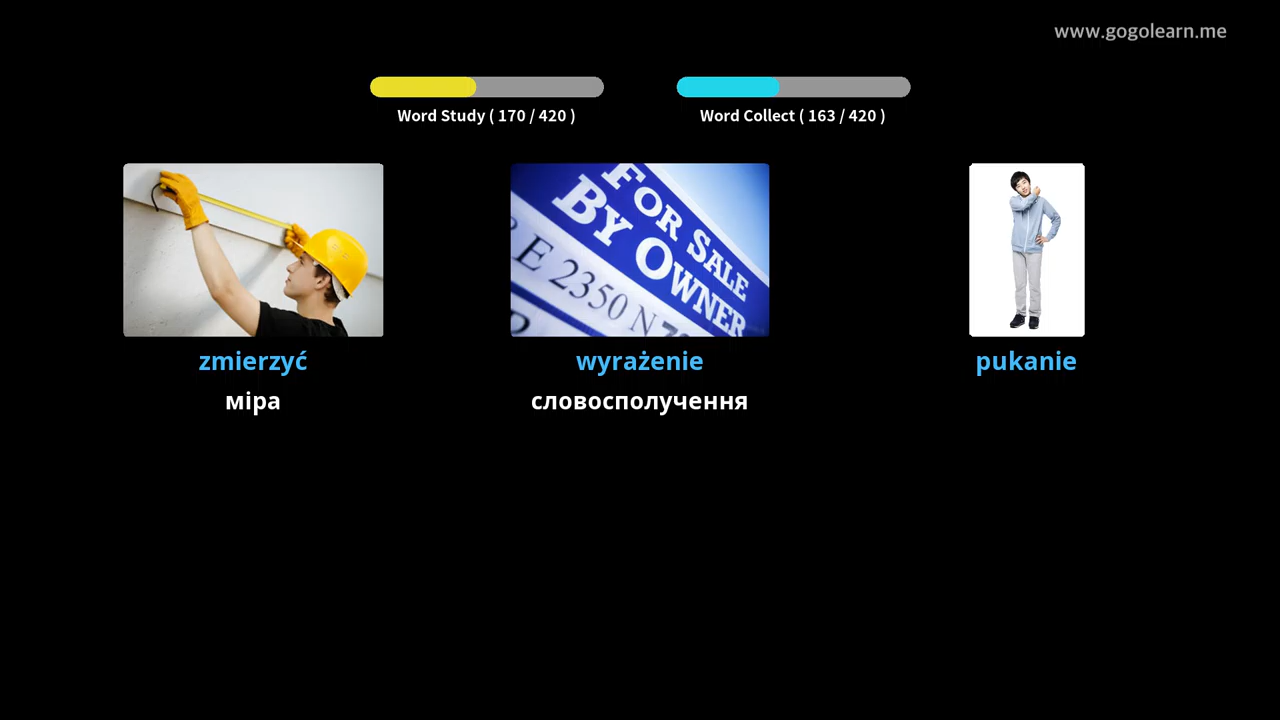 www.gogolearn.me
Word Study ( 170 / 420 )
Word Collect ( 163 / 420 )
FOR SALE
BY OWNER
E 2350 N
zmierzyć
wyrażenie
pukanie
міра
словосполучення